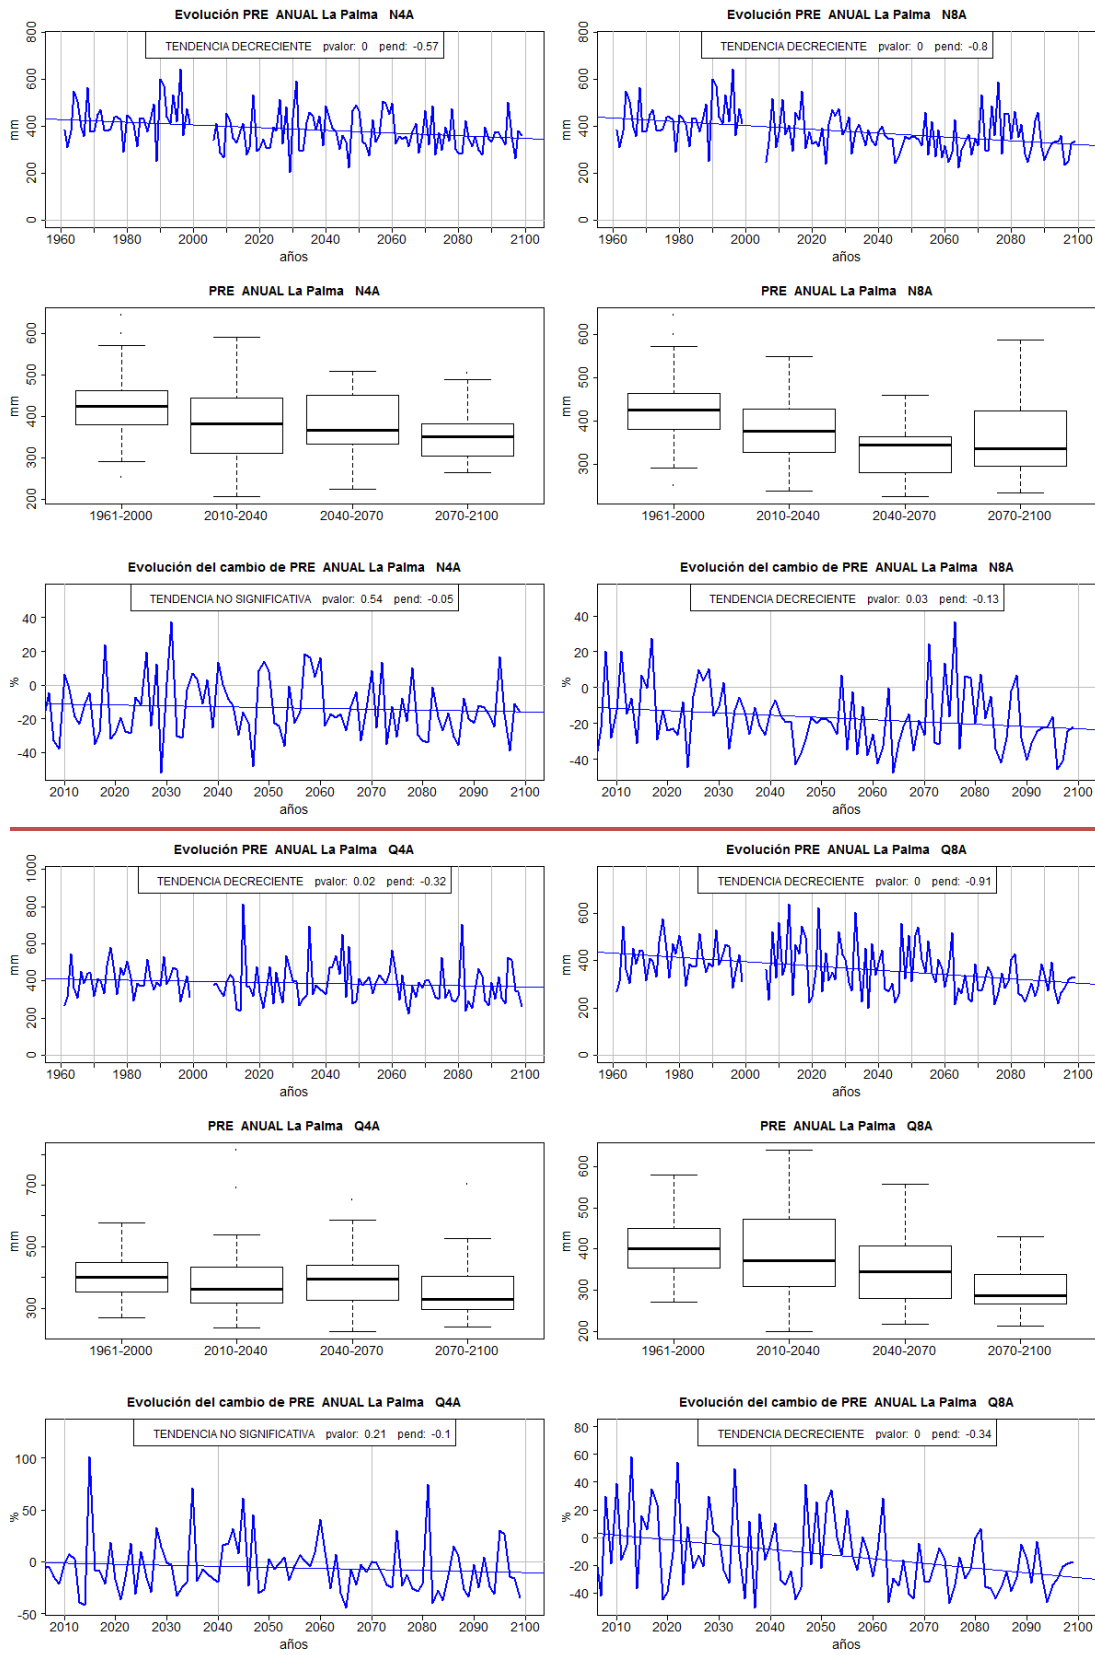 Evolución PRE ANUAL La Palma N4A
TENDENCIA DECRECIENTE pvalor: 0 pend: -0.57
mm
0 200 400 600 800
1960 1980 2000 2020 2040 2060 2080 2100
años
Evolución PRE ANUAL La Palma N8A
TENDENCIA DECRECIENTE pvalor: 0 pend: -0.8
mm
0 200 400 600 800
1960 1980 2000 2020 2040 2060 2080 2100
años
PRE ANUAL La Palma N4A
mm
200 300 400 500 600
1961-2000 2010-2040 2040-2070 2070-2100
PRE ANUAL La Palma N8A
mm
300 400 500 600
1961-2000 2010-2040 2040-2070 2070-2100
Evolución del cambio de PRE ANUAL La Palma N4A
TENDENCIA NO SIGNIFICATIVA pvalor: 0.54 pend: -0.05
%
40
20
0
-20
-40
2010 2020 2030 2040 2050 2060 2070 2080 2090 2100
años
Evolución del cambio de PRE ANUAL La Palma N8A
TENDENCIA DECRECIENTE pvalor: 0.03 pend: -0.13
%
40
20
0
-20
-40
2010 2020 2030 2040 2050 2060 2070 2080 2090 2100
años
Evolución PRE ANUAL La Palma Q4A
TENDENCIA DECRECIENTE pvalor: 0.02 pend: -0.32
mm
0 200 400 600 800 1000
1960 1980 2000 2020 2040 2060 2080 2100
años
Evolución PRE ANUAL La Palma Q8A
TENDENCIA DECRECIENTE pvalor: 0 pend: -0.91
mm
0 200 400 600
1960 1980 2000 2020 2040 2060 2080 2100
años
PRE ANUAL La Palma Q4A
mm
300 500 700
1961-2000 2010-2040 2040-2070 2070-2100
PRE ANUAL La Palma Q8A
mm
200 300 400 500 600
1961-2000 2010-2040 2040-2070 2070-2100
Evolución del cambio de PRE ANUAL La Palma Q4A
TENDENCIA NO SIGNIFICATIVA pvalor: 0.21 pend: -0.1
%
100
50
0
-50
2010 2020 2030 2040 2050 2060 2070 2080 2090 2100
años
Evolución del cambio de PRE ANUAL La Palma Q8A
TENDENCIA DECRECIENTE pvalor: 0 pend: -0.34
%
80
60
40
20
0
-20
-40
2010 2020 2030 2040 2050 2060 2070 2080 2090 2100
años